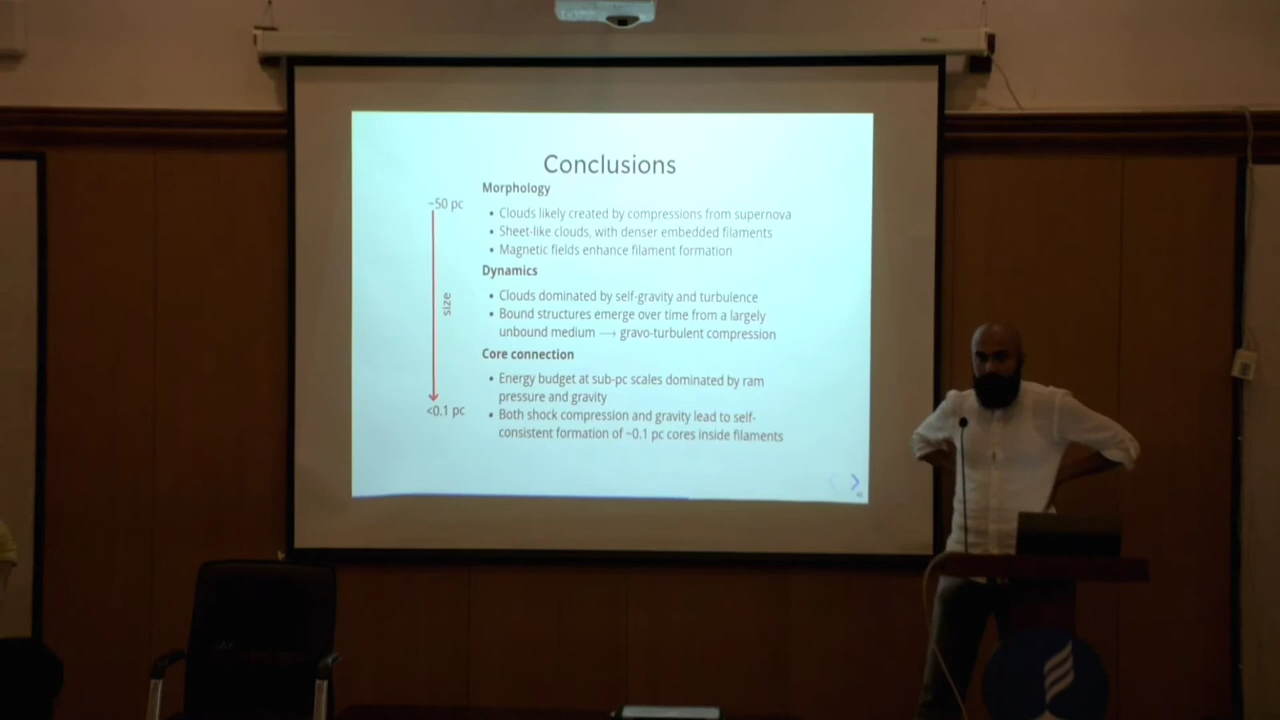 Conclusions
Morphology
~50 pc
• Clouds likely created by compressions from supernova
• Sheet-like clouds, with denser embedded filaments
• Magnetic fields enhance filament formation
Dynamics
size
• Clouds dominated by self-gravity and turbulence
• Bound structures emerge over time from a largely
unbound medium ⟶ gravo-turbulent compression
Core connection
• Energy budget at sub-pc scales dominated by ram
pressure and gravity
<0.1 pc
• Both shock compression and gravity lead to self-
consistent formation of ~0.1 pc cores inside filaments